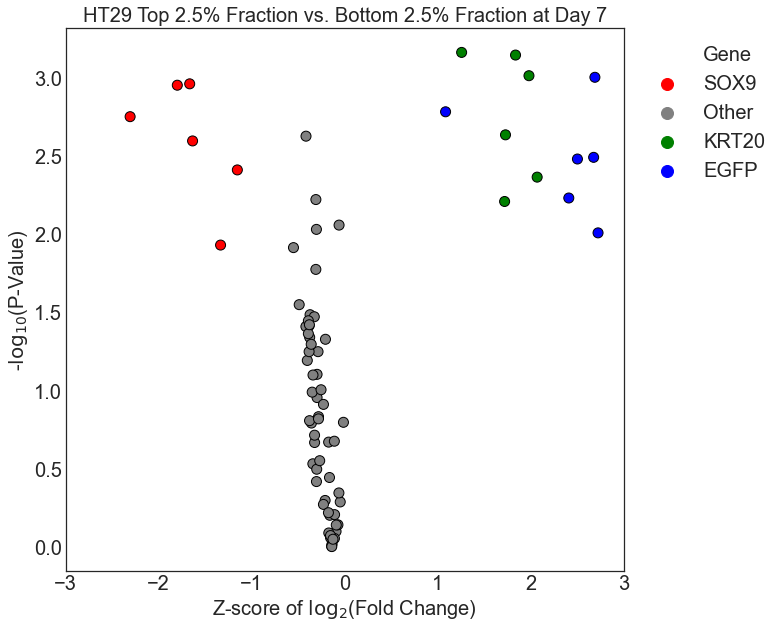 HT29 Top 2.5% Fraction vs. Bottom 2.5% Fraction at Day 7
-log10(P-Value)
3.0
2.5
2.0
1.5
1.0
0.5
0.0
−3
−2
−1
0
1
2
3
Z-score of log2(Fold Change)
Gene
SOX9
Other
KRT20
EGFP